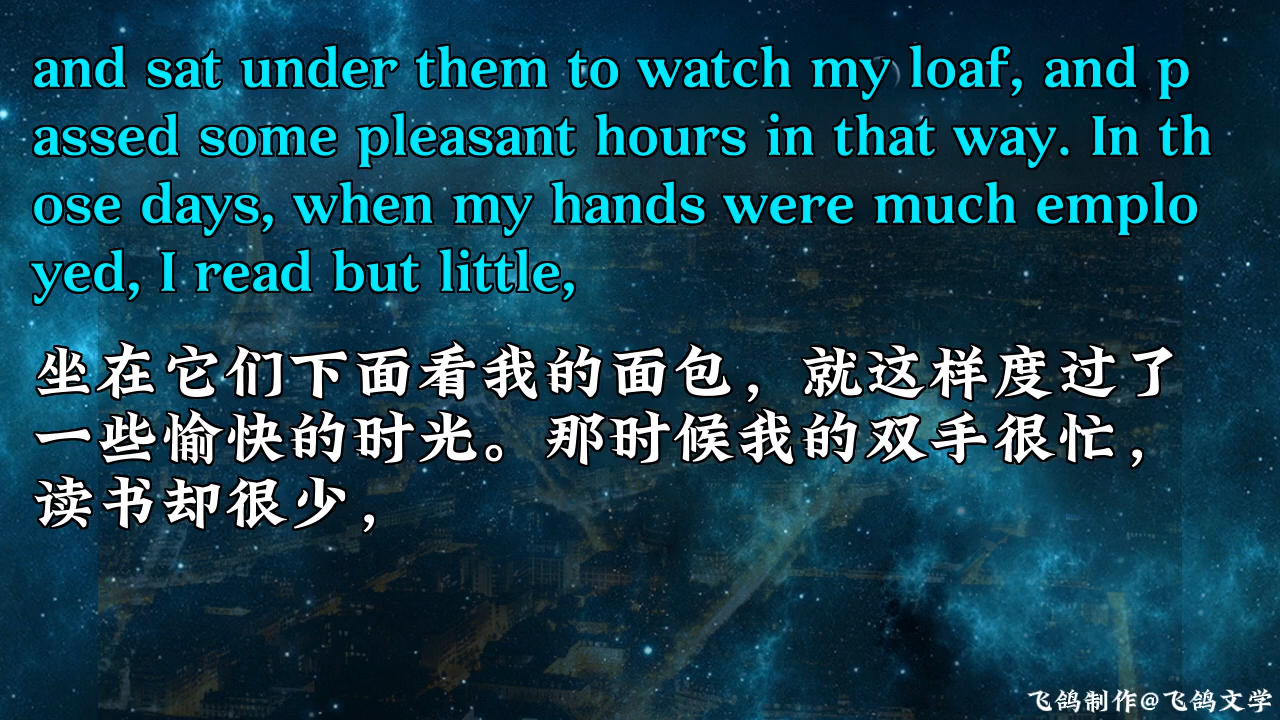 and sat under them to watch my loaf, and p
assed some pleasant hours in that way. In th
ose days, when my hands were much emplo
yed, I read but little,
坐在它们下面看我的面包，就这样度过了
一些愉快的时光。那时候我的双手很忙，
读书却很少，
飞鸽制作@飞鸽文学